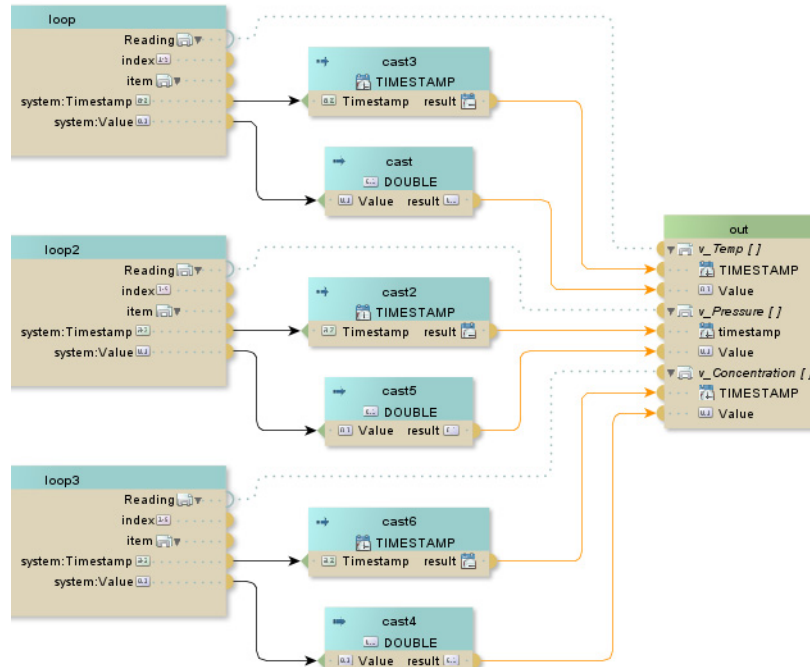 loop
Reading
index
item
system:Timestamp
system:Value
cast3
TIMESTAMP
Timestamp result
cast
DOUBLE
Value result
loop2
Reading
index
item
system:Timestamp
system:Value
cast2
TIMESTAMP
Timestamp result
cast5
DOUBLE
Value result
loop3
Reading
index
item
system:Timestamp
system:Value
cast6
TIMESTAMP
Timestamp result
cast4
DOUBLE
Value result
out
v_Temp [ ]
TIMESTAMP
Value
v_Pressure [ ]
timestamp
Value
v_Concentration [ ]
TIMESTAMP
Value